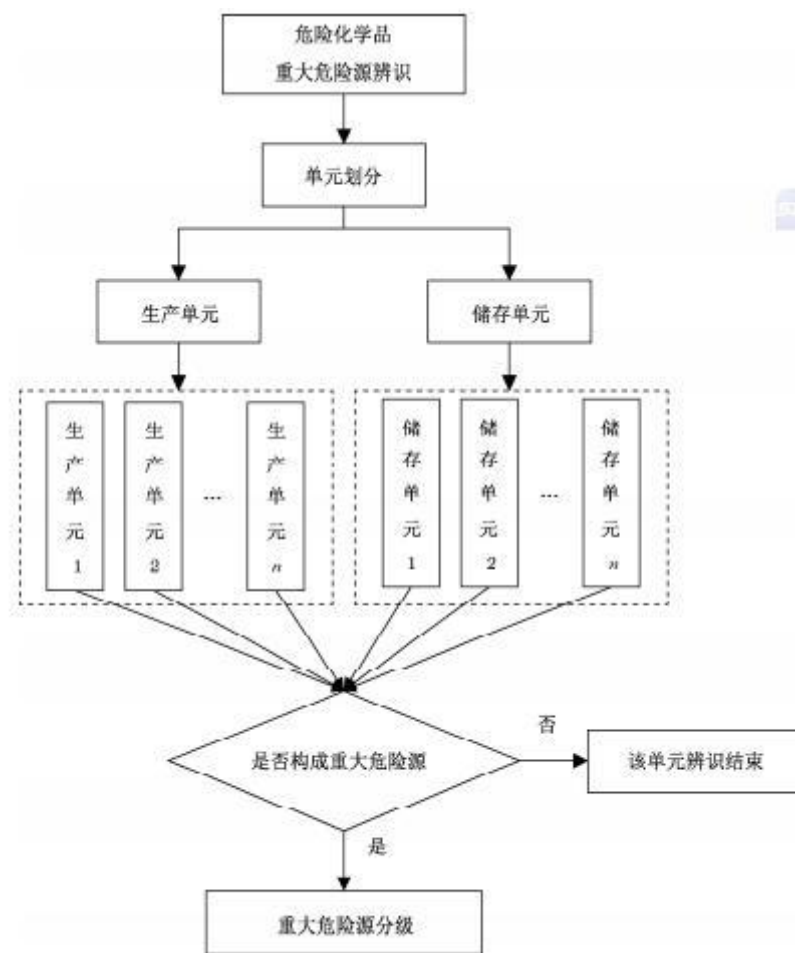 危险化学品
重大危险源辨识
单元划分
生产单元
储存单元
生产单元1
生产单元2
...
生产单元n
储存单元1
储存单元2
...
储存单元n
是否构成重大危险源
否
该单元辨识结束
是
重大危险源分级